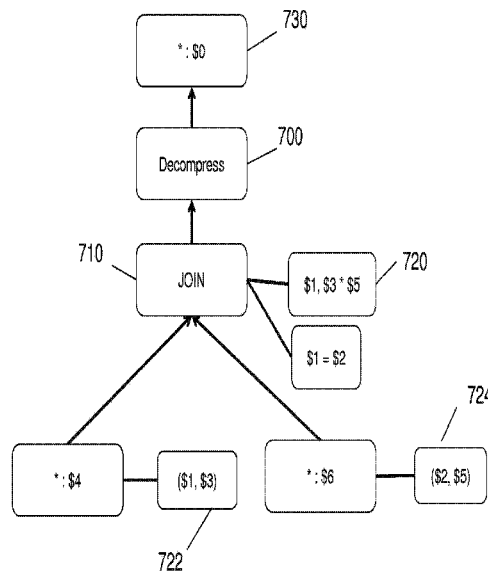 730
* : $0
700
Decompress
710
JOIN
720
$1, $3 * $5
$1 = $2
724
* : $4
($1, $3)
* : $6
($2, $5)
722